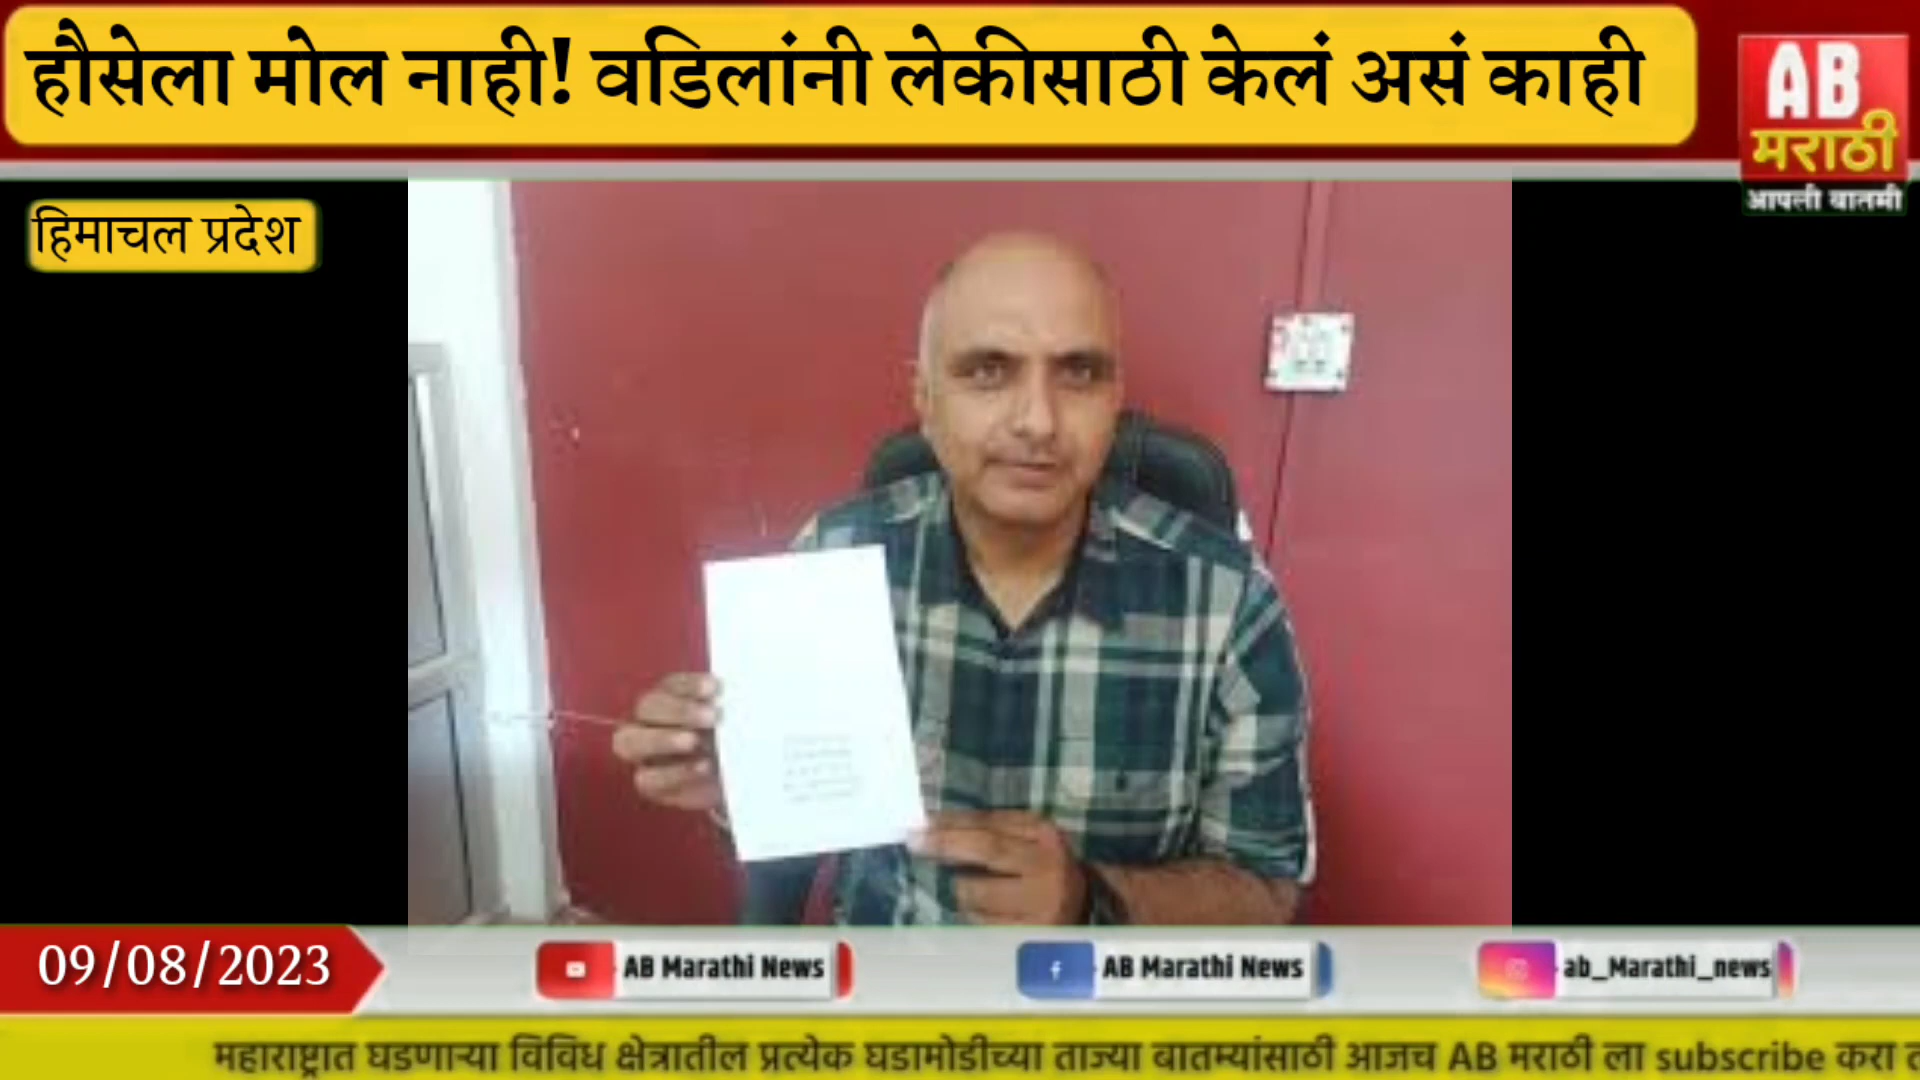 हौसेला मोल नाही! वडिलांनी लेकीसाठी केलं असं काही
AB
मराठी
आपली बातमी
हिमाचल प्रदेश
09/08/2023
AB Marathi News
AB Marathi News
ab_Marathi_news
महाराष्ट्रात घडणाऱ्या विविध क्षेत्रातील प्रत्येक घडामोडीच्या ताज्या बातम्यांसाठी आजच AB मराठी ला subscribe करा